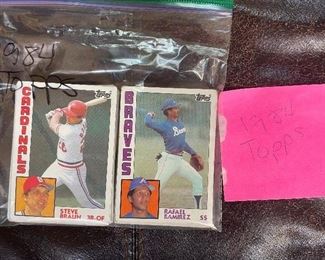 1984
Topps
Topps
CARDINALS
STEVE
BRAUN 3B-OF
Topps
BRAVES
RAFAEL
RAMIREZ SS
1984
Topps